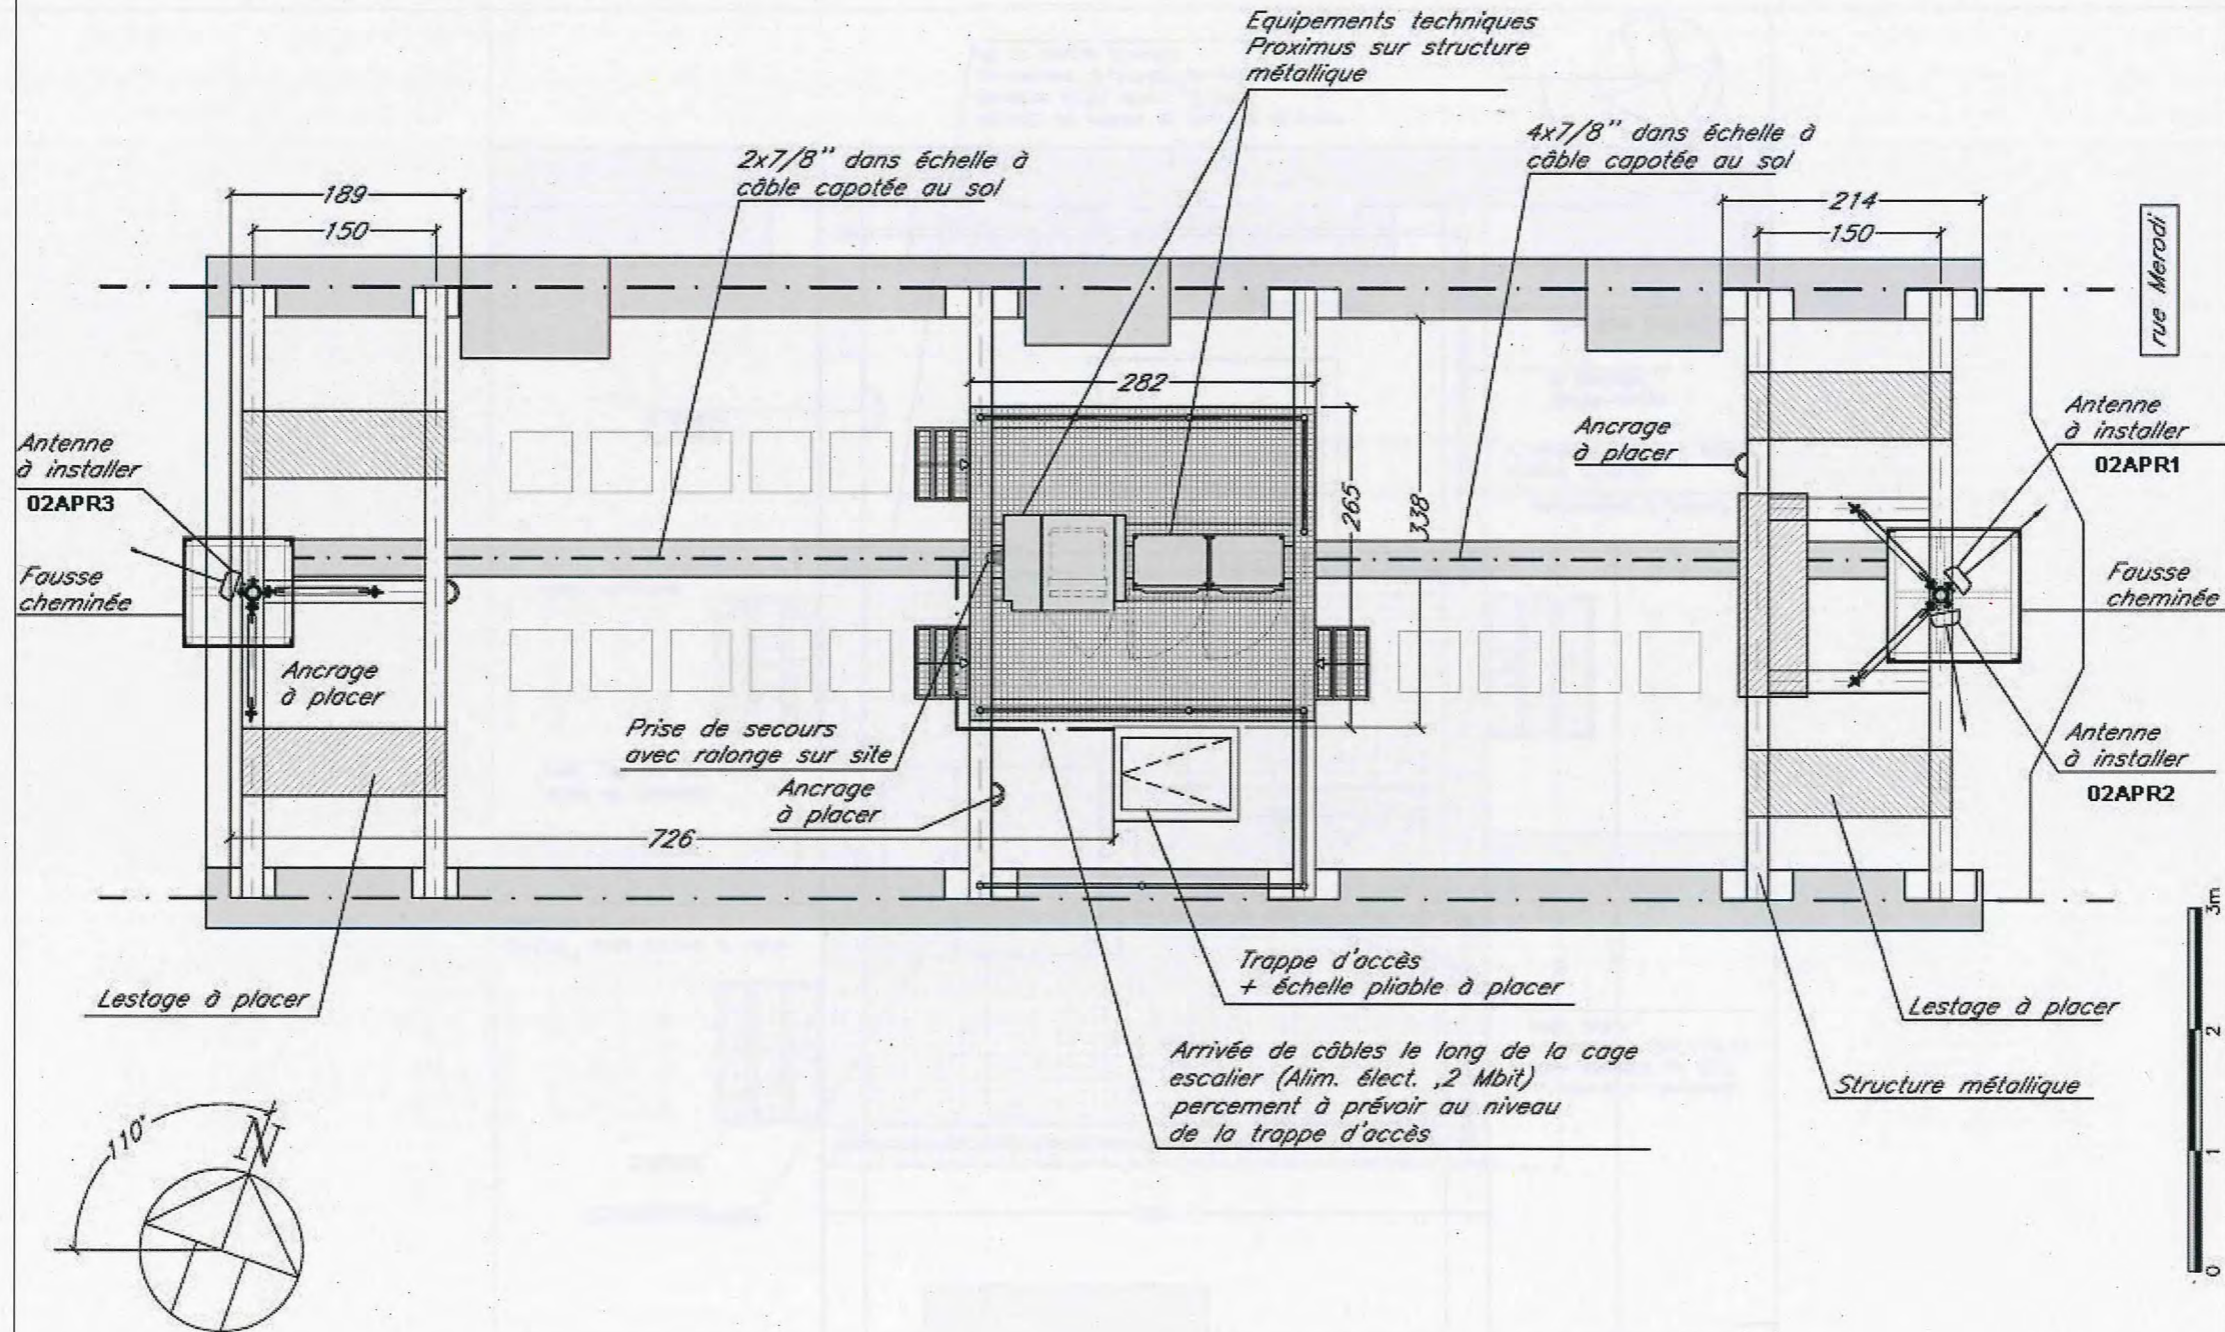 Equipements techniques
Proximus sur structure
métallique
2x7/8" dans échelle à
câble capotée au sol
4x7/8" dans échelle à
câble capotée au sol
189
150
214
150
rue Merodi
282
265
338
Antenne
à installer
02APR3
Fausse
cheminée
Ancrage
à placer
Ancrage
à placer
Antenne
à installer
02APR1
Fausse
cheminée
Antenne
à installer
02APR2
Prise de secours
avec ralonge sur site
Ancrage
à placer
726
Lestage à placer
Trappe d'accès
+ échelle pliable à placer
Lestage à placer
Arrivée de câbles le long de la cage
escalier (Alim. élect. ,2 Mbit)
percement à prévoir au niveau
de la trappe d'accès
Structure métallique
110°
N
3m
2
1
0